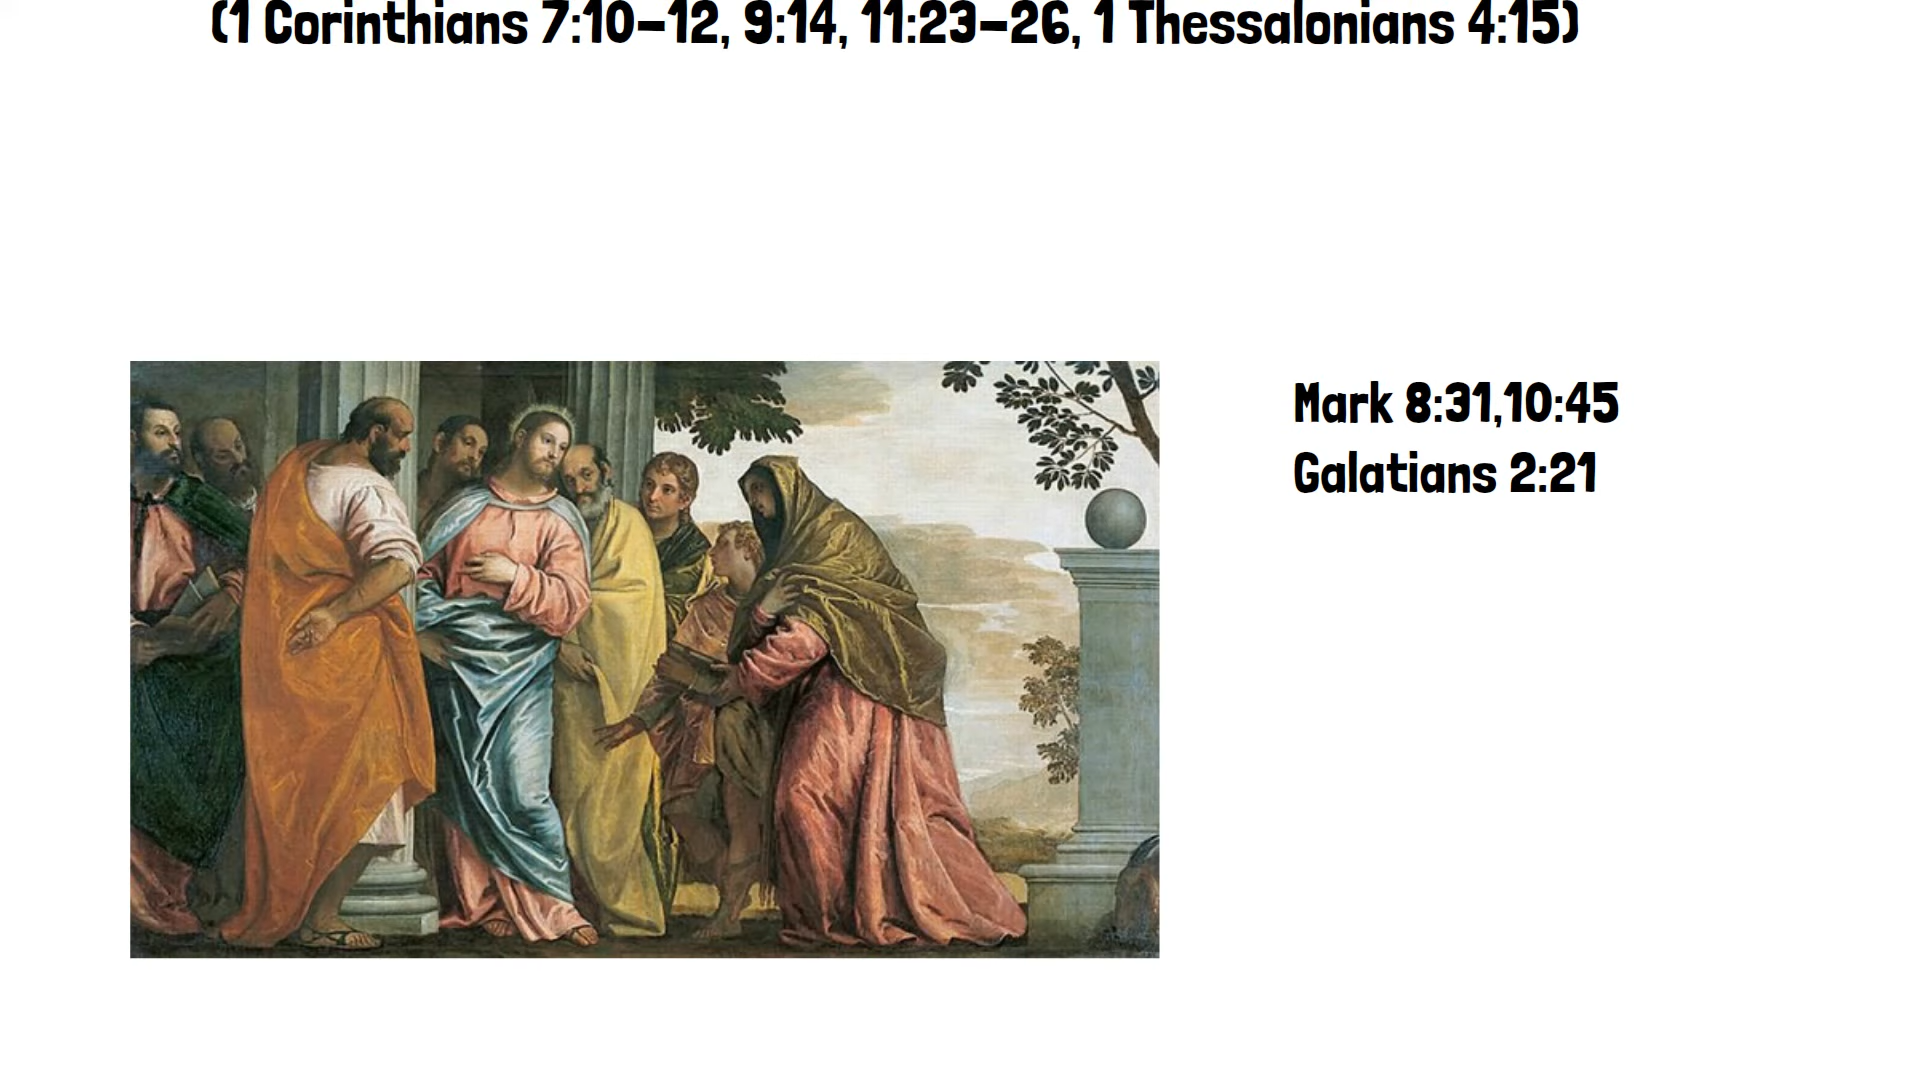 (1 Corinthians 7:10–12, 9:14, 11:23–26, 1 Thessalonians 4:15)
Mark 8:31,10:45
Galatians 2:21